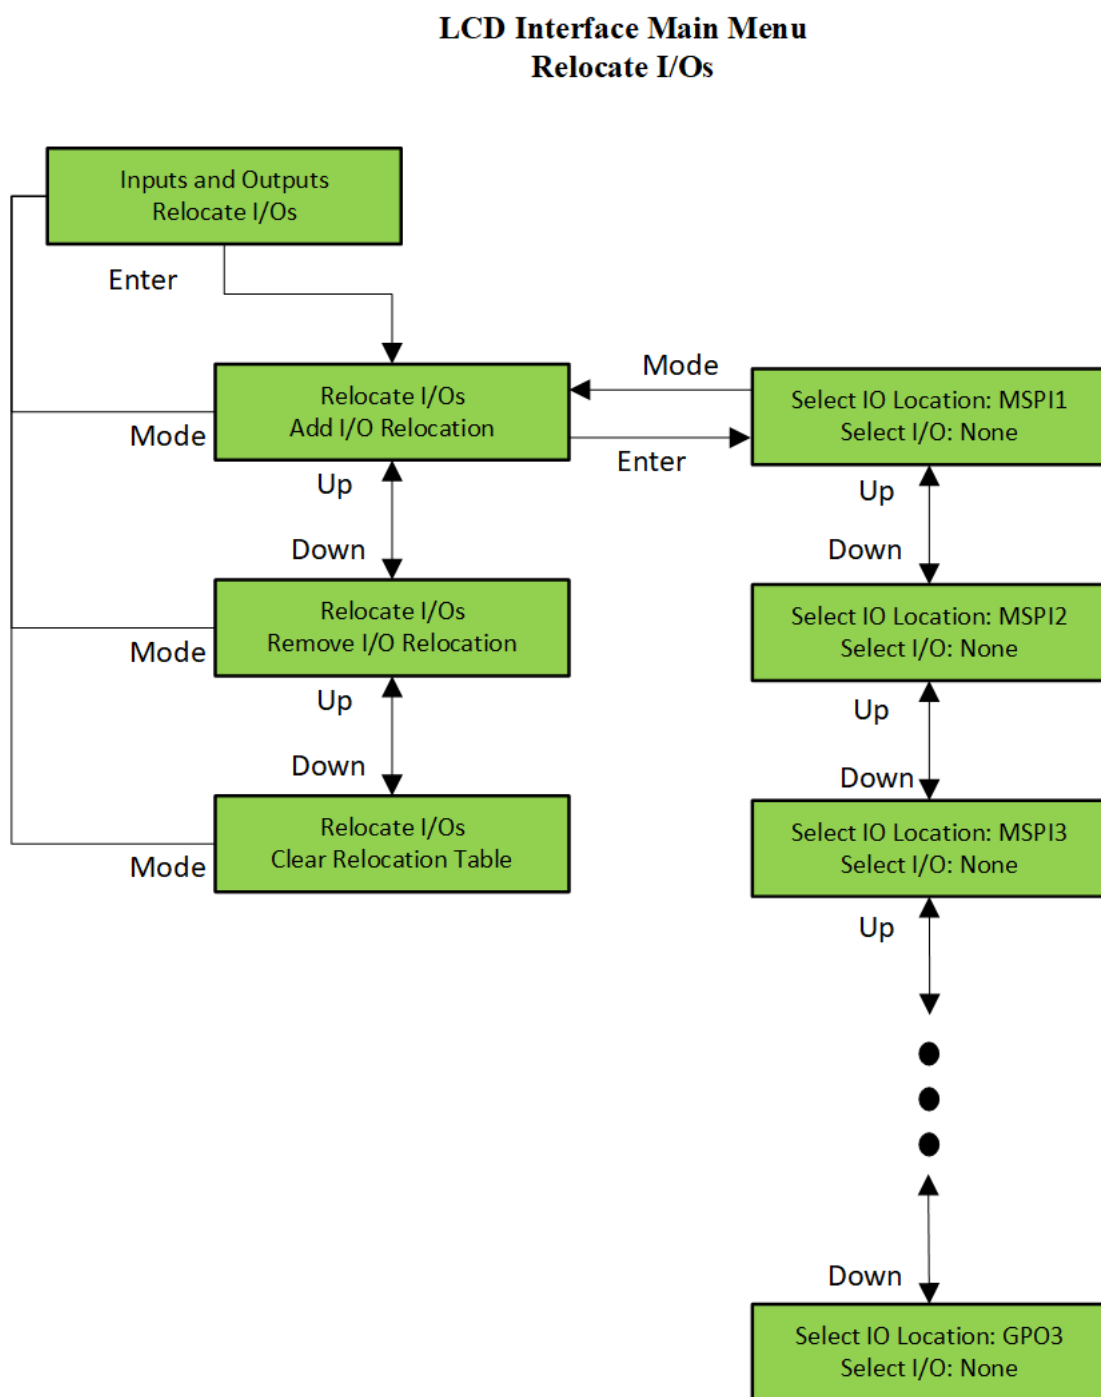 LCD Interface Main Menu
Relocate I/Os
Inputs and Outputs
Relocate I/Os
Enter
Relocate I/Os
Add I/O Relocation
Mode
Mode
Enter
Select IO Location: MSPI1
Select I/O: None
Up
Down
Up
Down
Relocate I/Os
Remove I/O Relocation
Mode
Select IO Location: MSPI2
Select I/O: None
Up
Down
Up
Down
Relocate I/Os
Clear Relocation Table
Mode
Select IO Location: MSPI3
Select I/O: None
Up
Down
Select IO Location: GPO3
Select I/O: None